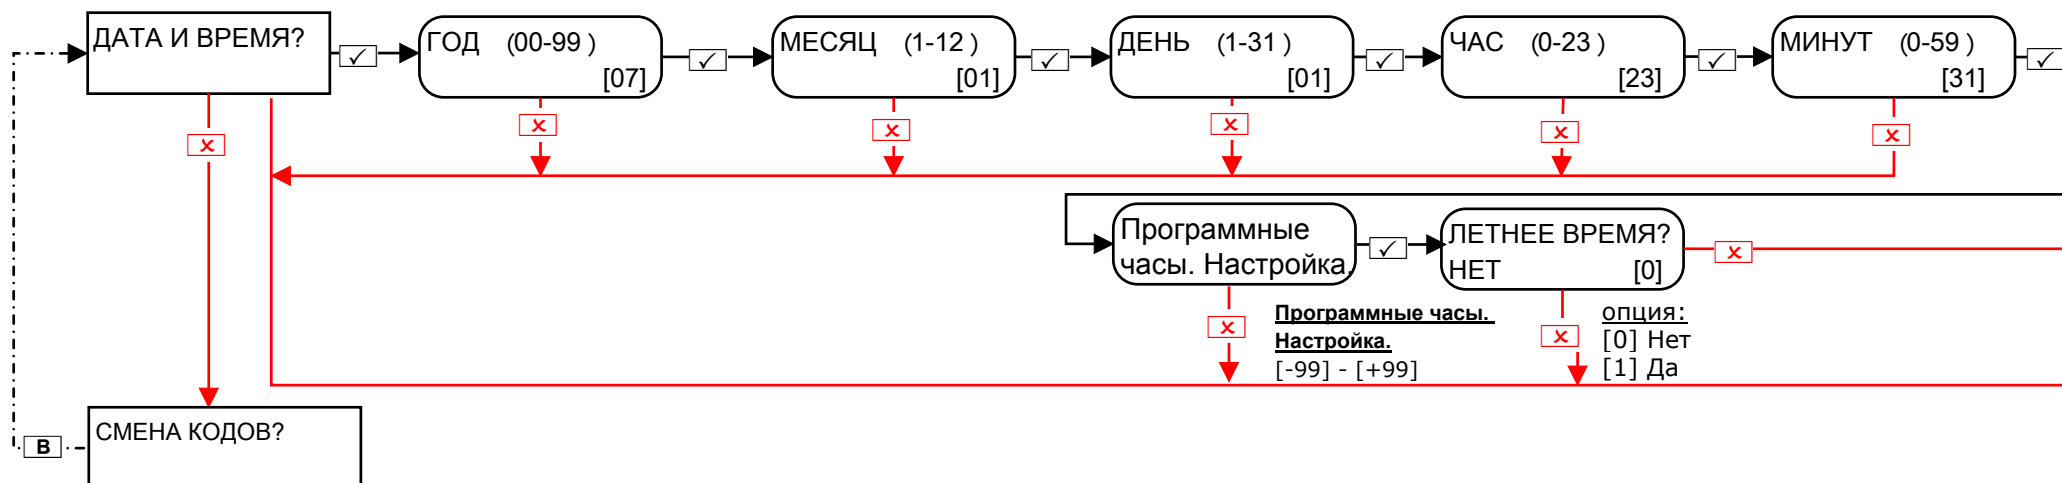 ДАТА И ВРЕМЯ?
ГОД (00-99 )
[07]
МЕСЯЦ (1-12 )
[01]
ДЕНЬ (1-31 )
[01]
ЧАС (0-23 )
[23]
МИНУТ (0-59 )
[31]
Программные
часы. Настройка.
ЛЕТНЕЕ ВРЕМЯ?
НЕТ [0]
Программные часы.
Настройка.
[-99] - [+99]
опция:
[0] Нет
[1] Да
СМЕНА КОДОВ?
B